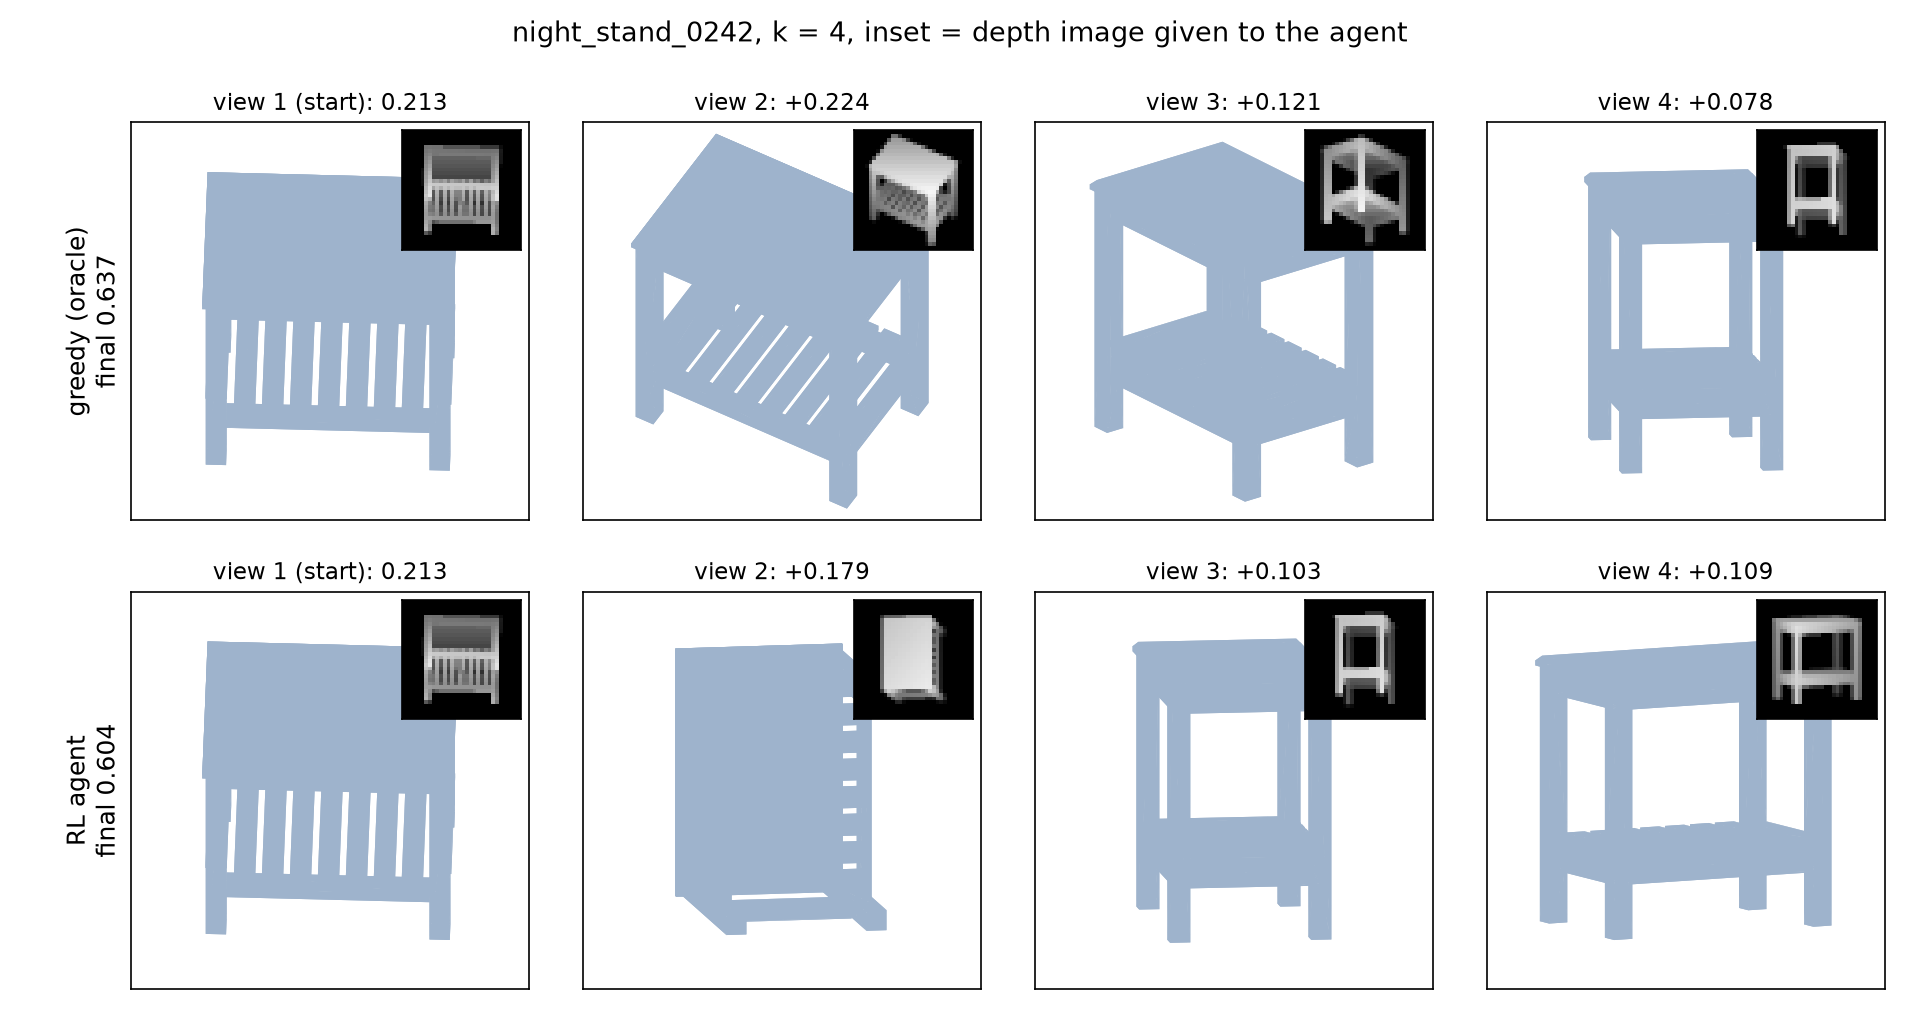 night_stand_0242, k = 4, inset = depth image given to the agent
greedy (oracle)
final 0.637
view 1 (start): 0.213
view 2: +0.224
view 3: +0.121
view 4: +0.078
RL agent
final 0.604
view 1 (start): 0.213
view 2: +0.179
view 3: +0.103
view 4: +0.109